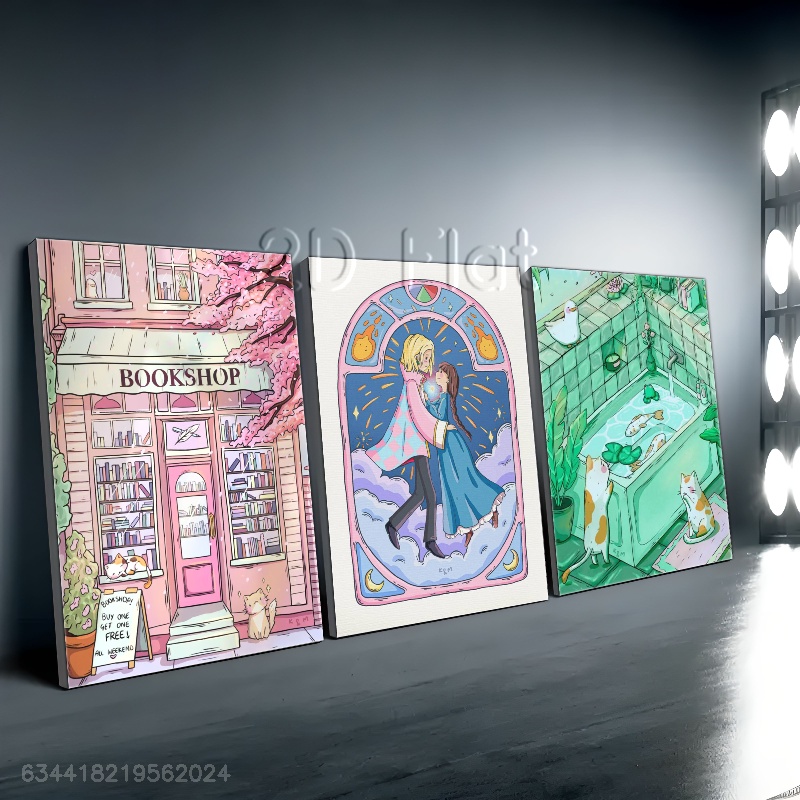 2D Flat
BOOKSHOP
BOOKSHOP!
BUY ONE
GET ONE
FREE!
ALL WEEKEND
634418219562024